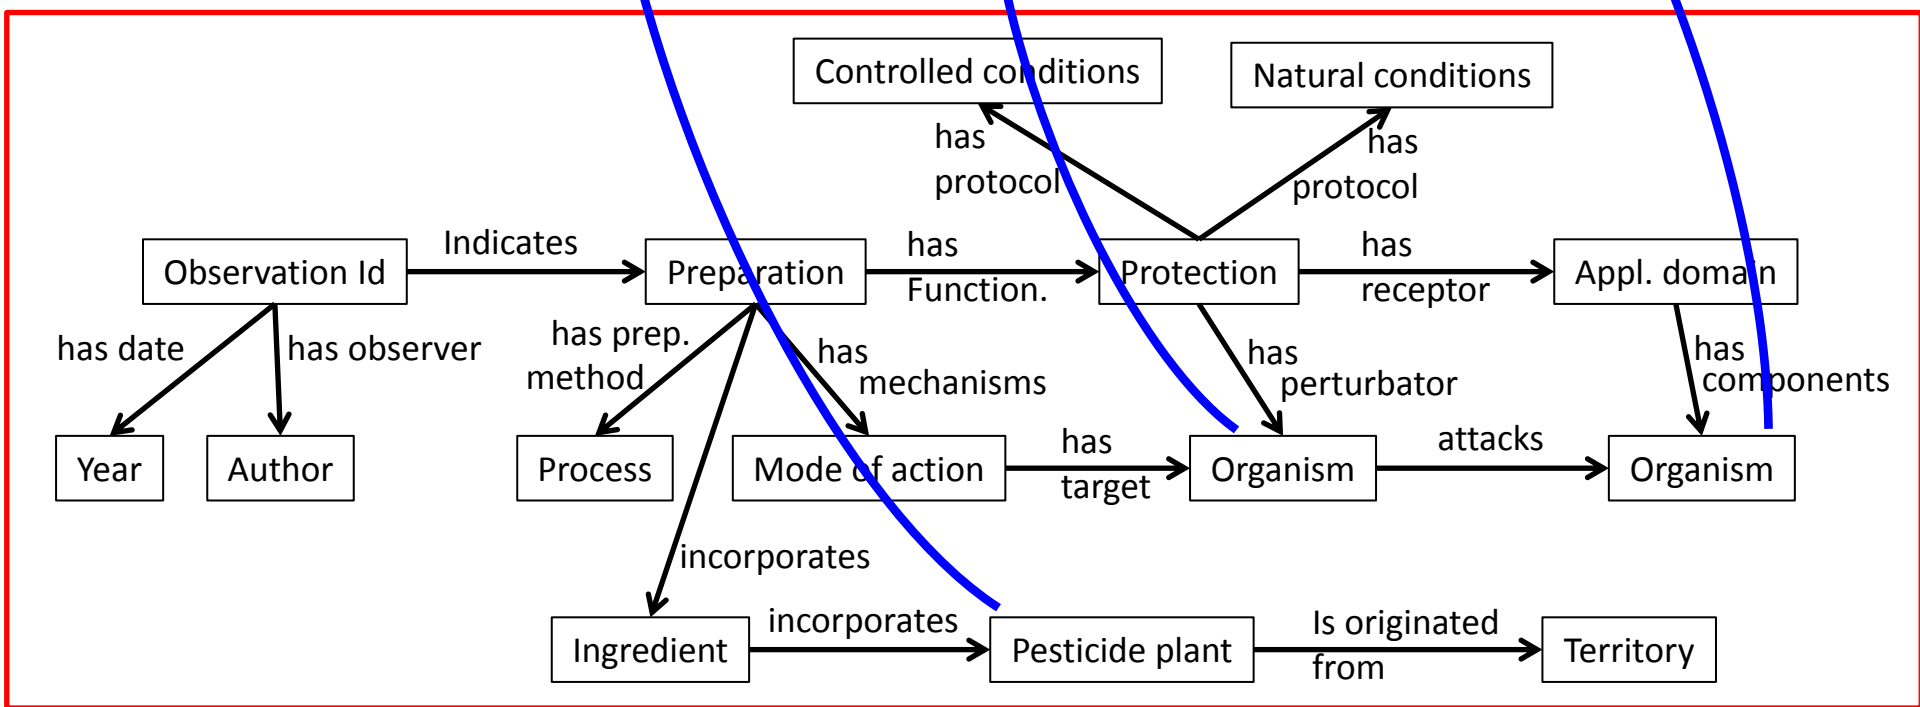 Controlled conditions
Natural conditions
has
protocol
has
protocol
Observation Id
Indicates
Preparation
has
Function.
Protection
has
receptor
Appl. domain
has date
has observer
has prep.
method
has
mechanisms
has
perturbator
has
components
Year
Author
Process
Mode of action
has
target
Organism
attacks
Organism
incorporates
Ingredient
incorporates
Pesticide plant
Is originated
from
Territory